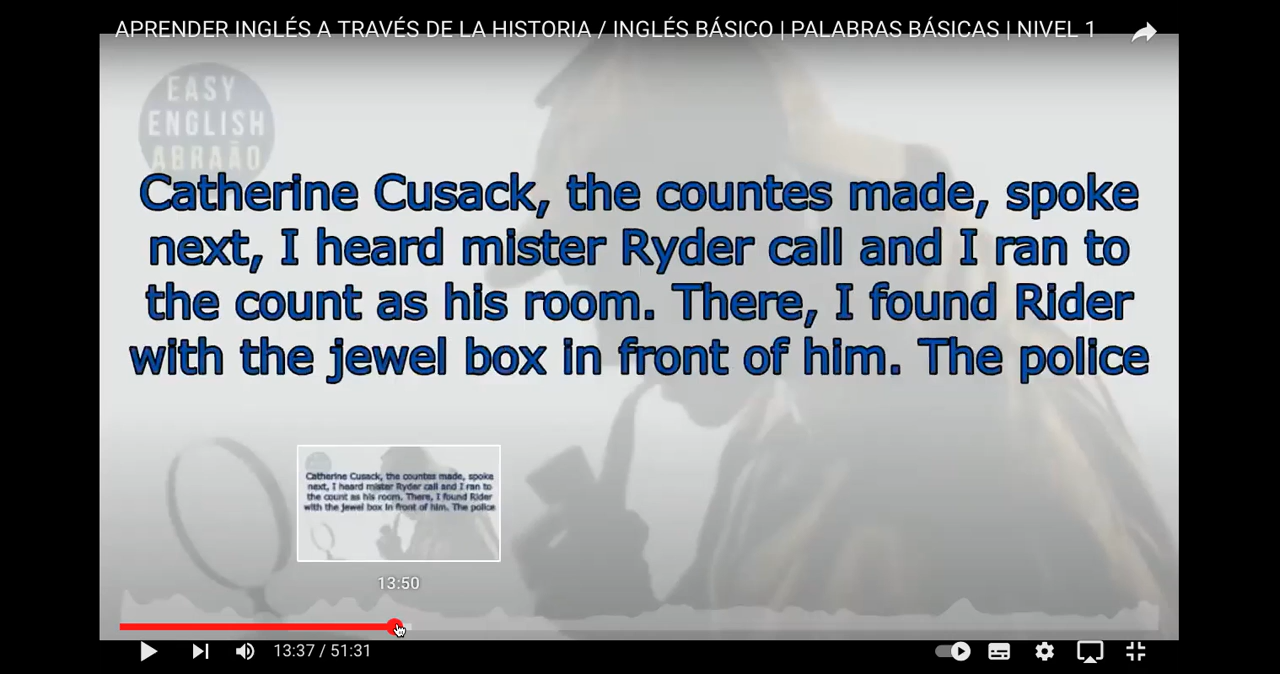 APRENDER INGLÉS A TRAVÉS DE LA HISTORIA / INGLÉS BÁSICO | PALABRAS BÁSICAS | NIVEL 1
EASY
ENGLISH
ABRAÃO
Catherine Cusack, the countes made, spoke
next, I heard mister Ryder call and I ran to
the count as his room. There, I found Rider
with the jewel box in front of him. The police
Catherine Cusack, the countes made, spoke
next, I heard mister Ryder call and I ran to
the count as his room. There, I found Rider
with the jewel box in front of him. The police
13:50
13:37 / 51:31